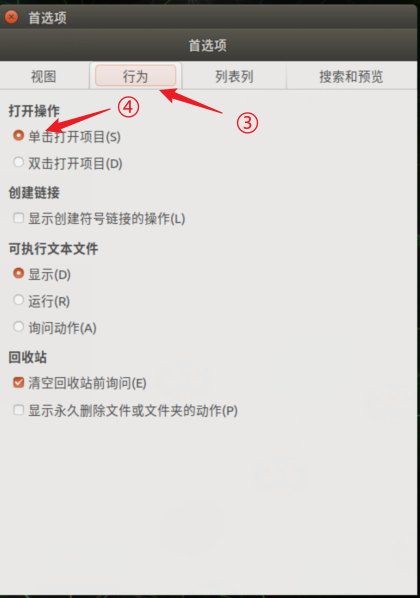 首选项
首选项
视图 行为 列表列 搜索和预览
③
打开操作 ④
单击打开项目(S)
双击打开项目(D)
创建链接
显示创建符号链接的操作(L)
可执行文本文件
显示(D)
运行(R)
询问动作(A)
回收站
清空回收站前询问(E)
显示永久删除文件或文件夹的动作(P)